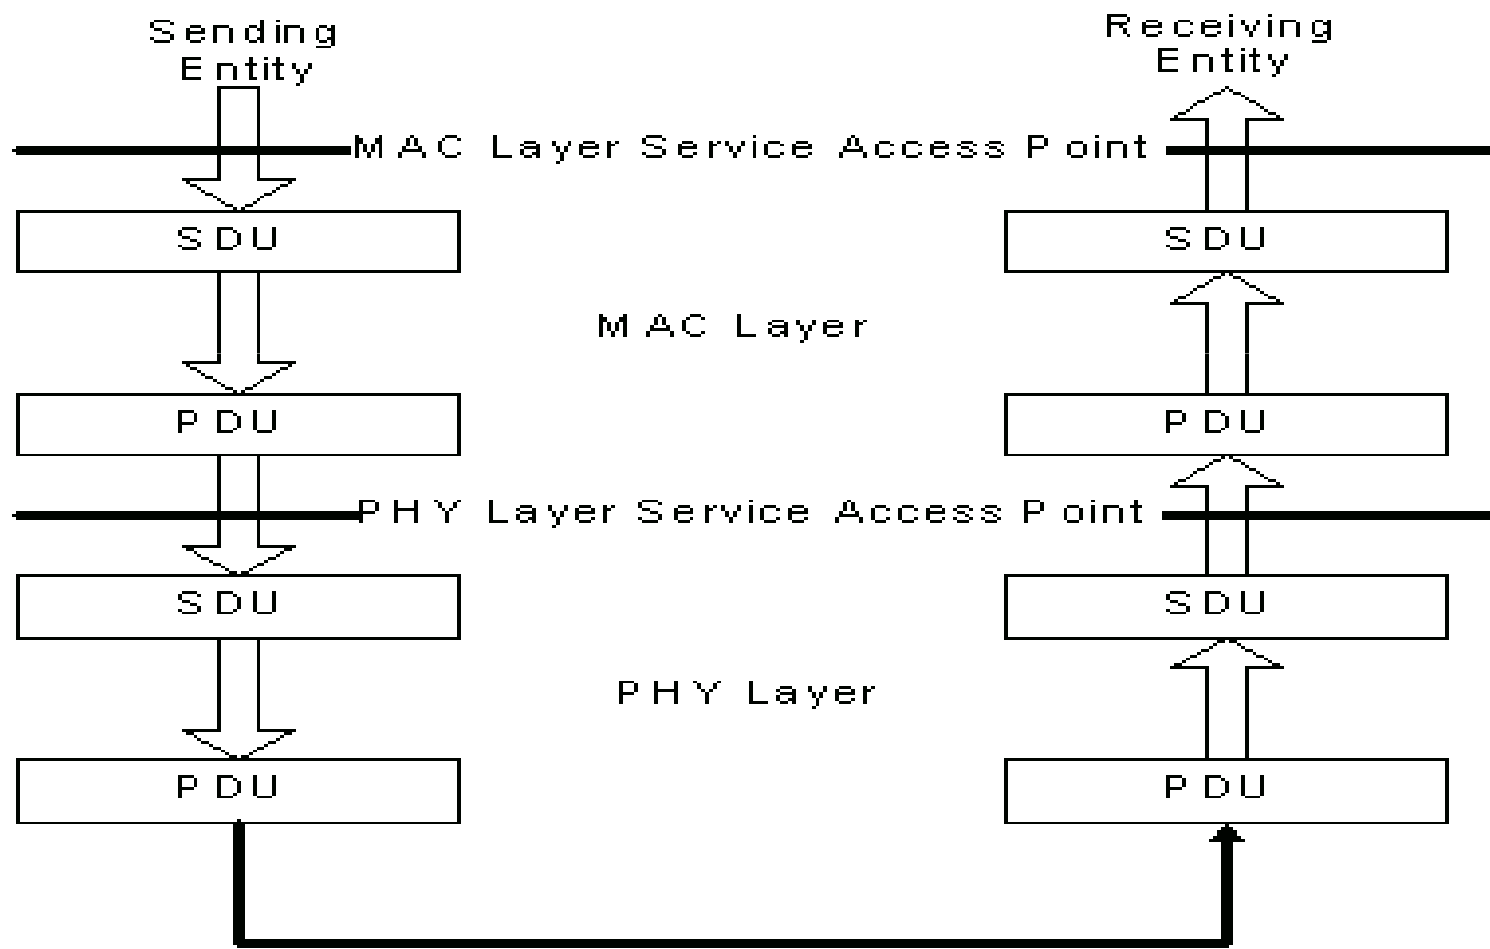 Sending
Entity
Receiving
Entity
MAC Layer Service Access Point
SDU
SDU
MAC Layer
PDU
PDU
PHY Layer Service Access Point
SDU
SDU
PHY Layer
PDU
PDU